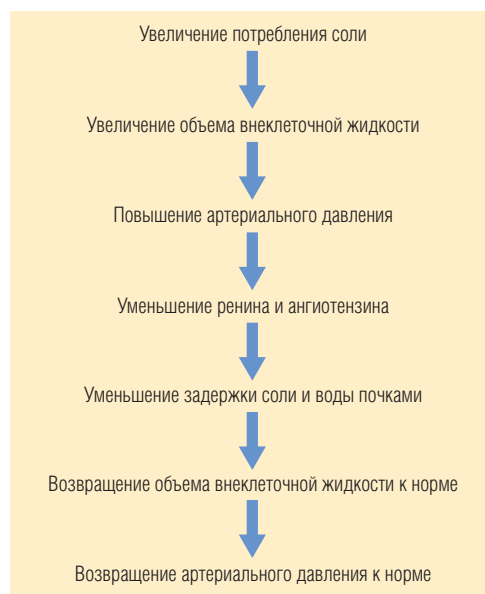 Увеличение потребления соли
Увеличение объема внеклеточной жидкости
Повышение артериального давления
Уменьшение ренина и ангиотензина
Уменьшение задержки соли и воды почками
Возвращение объема внеклеточной жидкости к норме
Возвращение артериального давления к норме